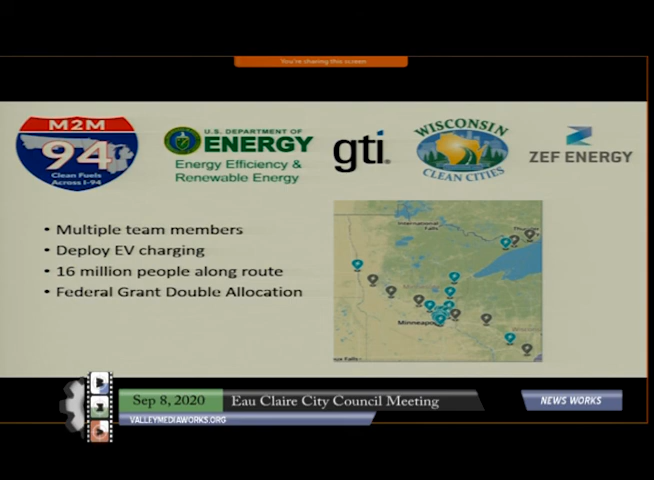 You're sharing this screen
M2M
94
Clean Fuels
Across I-94
U.S. DEPARTMENT OF
ENERGY
Energy Efficiency &
Renewable Energy
gti
WISCONSIN
CLEAN CITIES
ZEF ENERGY
• Multiple team members
• Deploy EV charging
• 16 million people along route
• Federal Grant Double Allocation
International
Falls
Minneapo
Sep 8, 2020
Eau Claire City Council Meeting
NEWS WORKS
VALLEYMEDIAWORKS.ORG